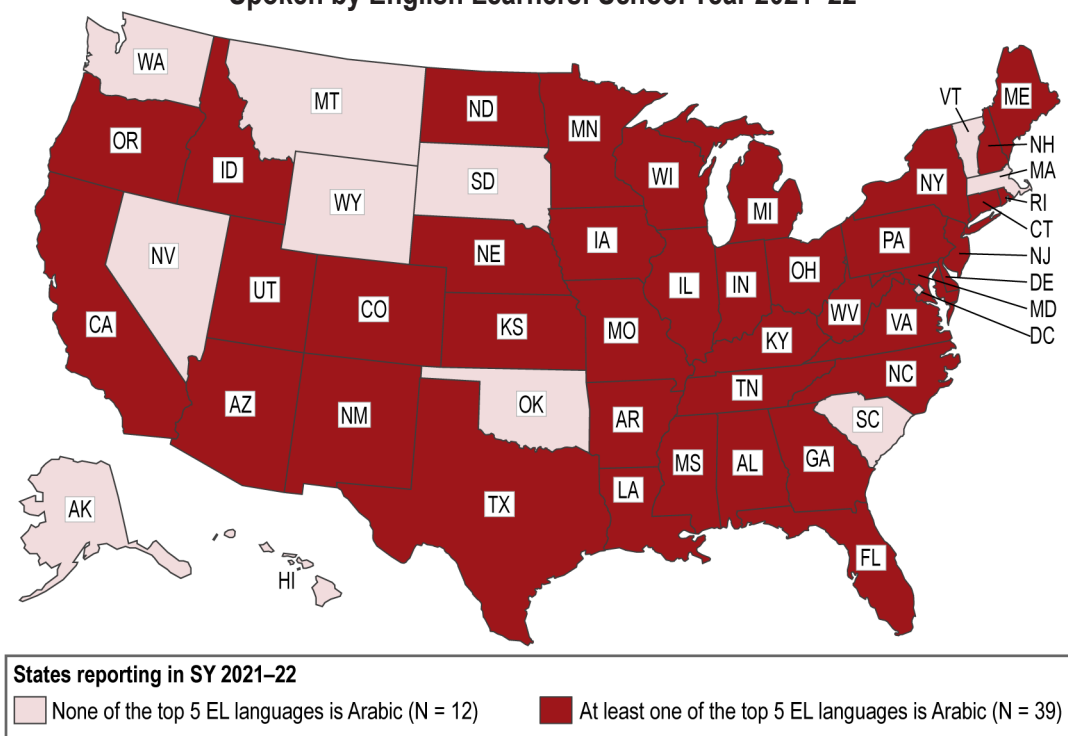 Spoken by English Learners: School Year 2021–22
WA
MT
ND
MN
VT
ME
OR
ID
SD
WI
NH
WY
MI
NY
MA
RI
NV
NE
IA
PA
CT
UT
CO
IL
IN
OH
NJ
DE
CA
KS
MO
WV
VA
MD
KY
DC
AZ
NM
OK
AR
TN
NC
SC
MS
AL
GA
AK
TX
LA
HI
FL
States reporting in SY 2021–22
None of the top 5 EL languages is Arabic (N = 12)
At least one of the top 5 EL languages is Arabic (N = 39)